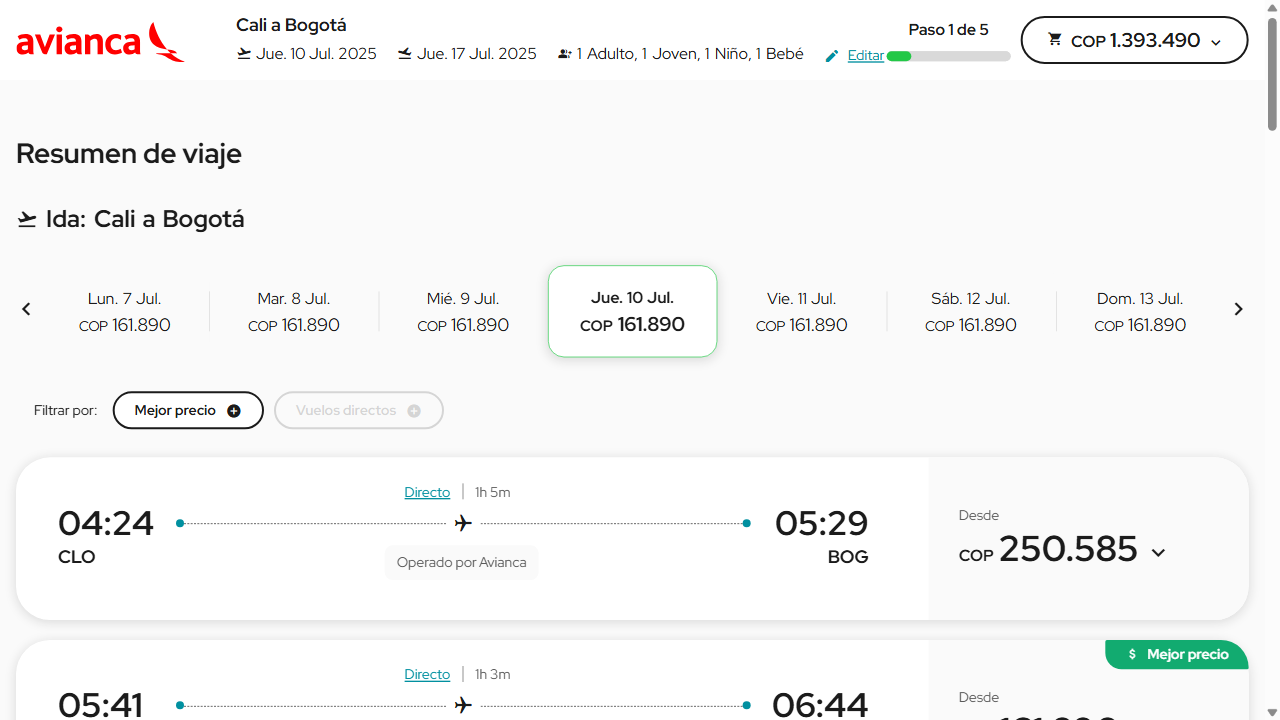 avianca
Cali a Bogotá
Jue. 10 Jul. 2025 Jue. 17 Jul. 2025 1 Adulto, 1 Joven, 1 Niño, 1 Bebé Editar
Paso 1 de 5
COP 1.393.490
Resumen de viaje
Ida: Cali a Bogotá
Lun. 7 Jul.
COP 161.890
Mar. 8 Jul.
COP 161.890
Mié. 9 Jul.
COP 161.890
Jue. 10 Jul.
COP 161.890
Vie. 11 Jul.
COP 161.890
Sáb. 12 Jul.
COP 161.890
Dom. 13 Jul.
COP 161.890
Filtrar por: Mejor precio Vuelos directos
Directo 1h 5m
04:24 05:29
CLO BOG
Operado por Avianca
Desde
COP 250.585
Mejor precio
Directo 1h 3m
05:41 06:44
Desde